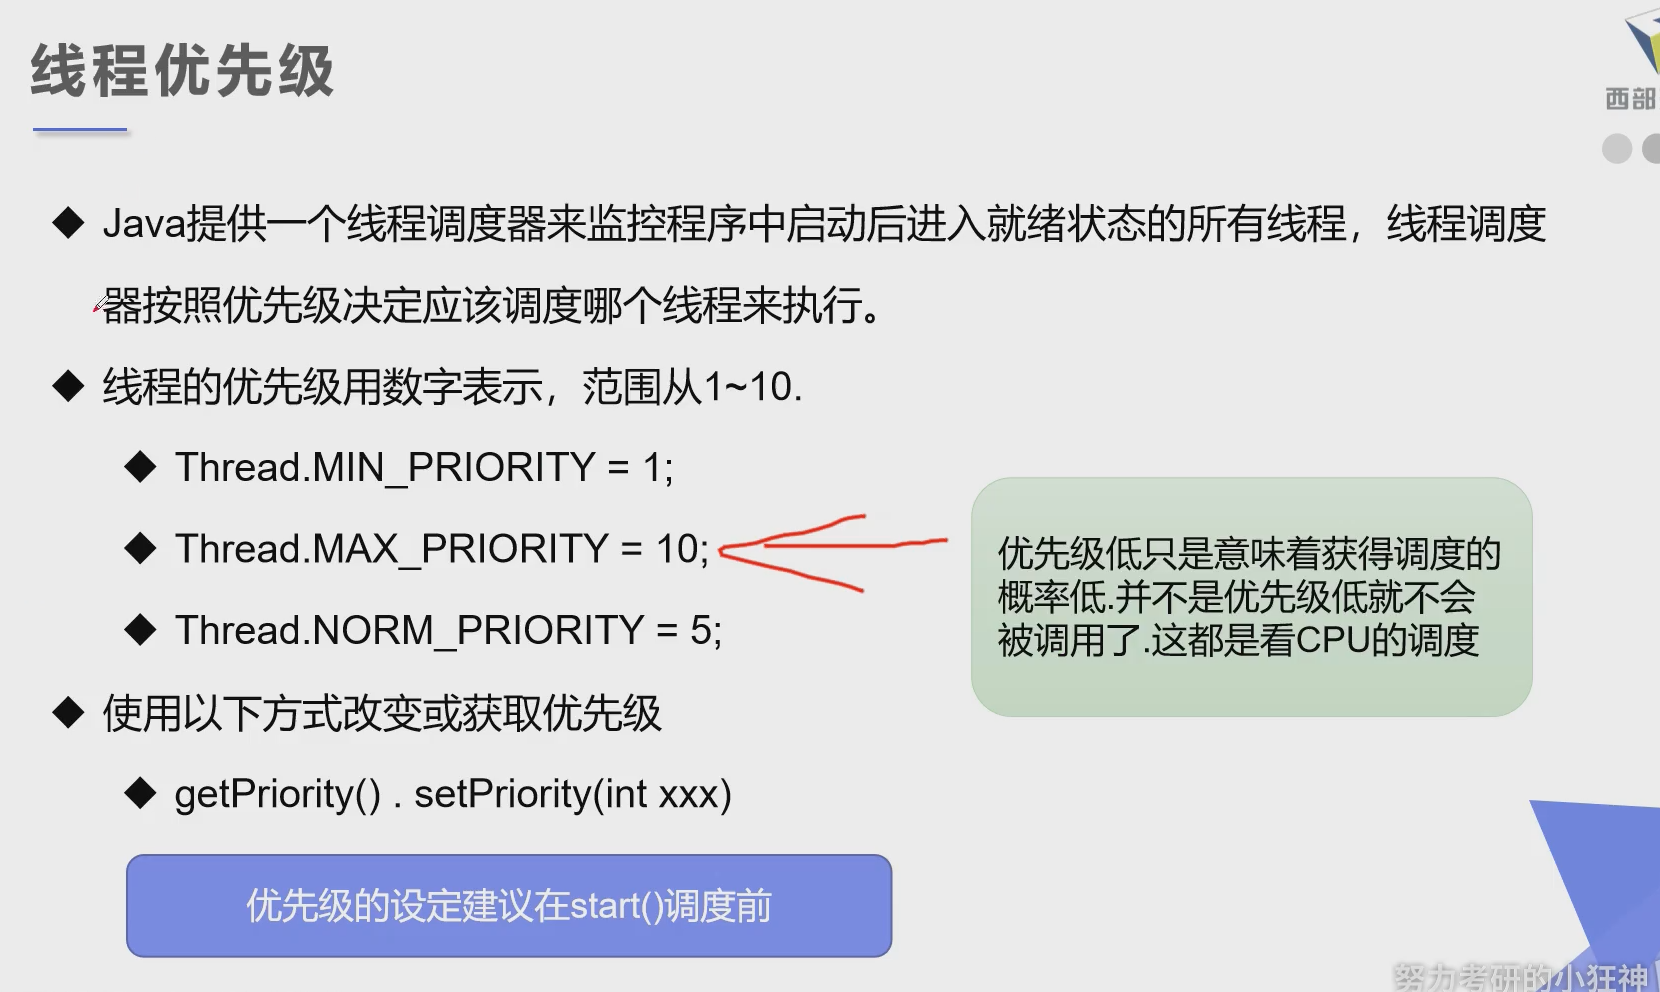 线程优先级
西部
Java提供一个线程调度器来监控程序中启动后进入就绪状态的所有线程，线程调度
器按照优先级决定应该调度哪个线程来执行。
线程的优先级用数字表示，范围从1~10.
Thread.MIN_PRIORITY = 1;
Thread.MAX_PRIORITY = 10;
Thread.NORM_PRIORITY = 5;
优先级低只是意味着获得调度的
概率低.并不是优先级低就不会
被调用了.这都是看CPU的调度
使用以下方式改变或获取优先级
getPriority() . setPriority(int xxx)
优先级的设定建议在start()调度前
努力考研的小狂神